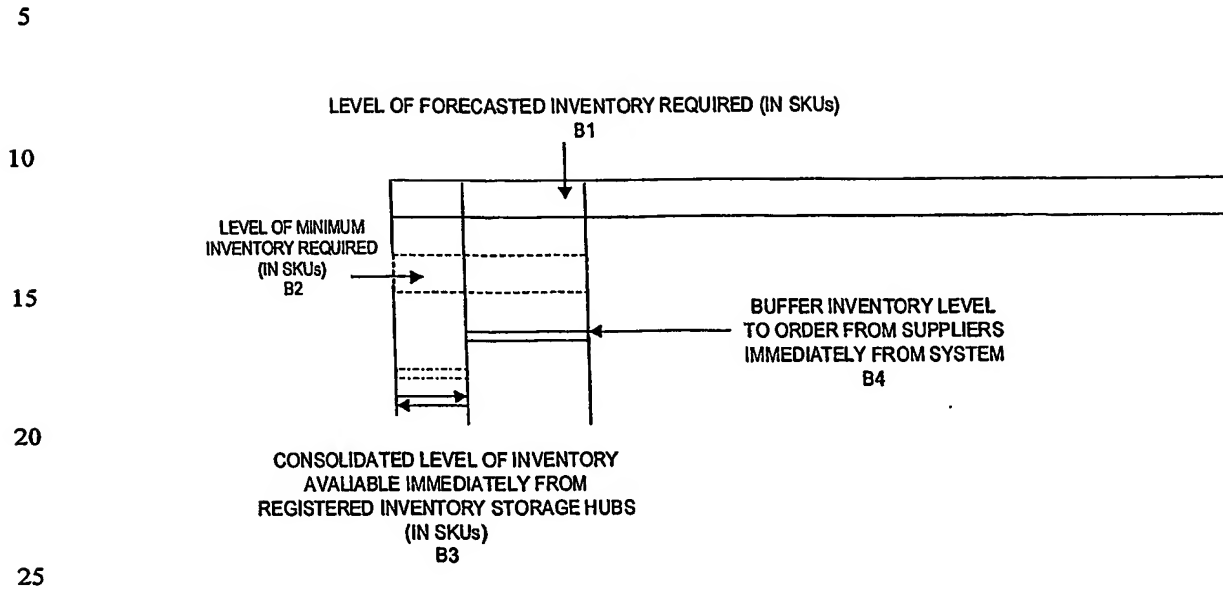 5
LEVEL OF FORECASTED INVENTORY REQUIRED (IN SKUs)
B1
10
LEVEL OF MINIMUM
INVENTORY REQUIRED
(IN SKUs)
B2
15
BUFFER INVENTORY LEVEL
TO ORDER FROM SUPPLIERS
IMMEDIATELY FROM SYSTEM
B4
20
CONSOLIDATED LEVEL OF INVENTORY
AVALIABLE IMMEDIATELY FROM
REGISTERED INVENTORY STORAGE HUBS
(IN SKUs)
B3
25